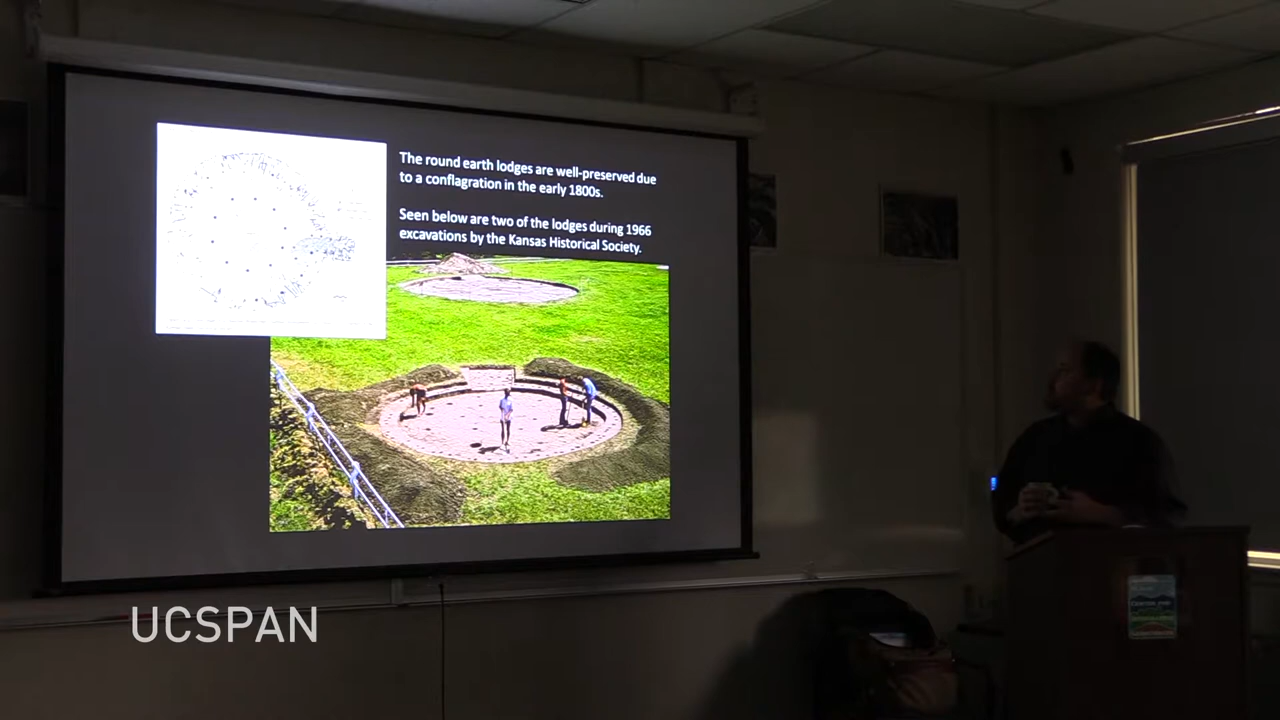 The round earth lodges are well-preserved due
to a conflagration in the early 1800s.
Seen below are two of the lodges during 1966
excavations by the Kansas Historical Society.
UCSPAN